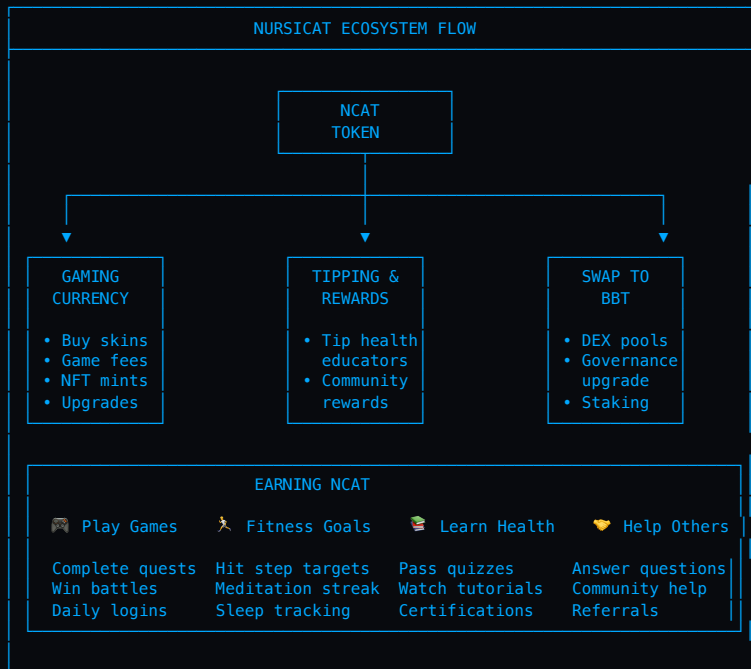 NURSICAT ECOSYSTEM FLOW
NCAT
TOKEN
GAMING
CURRENCY
• Buy skins
• Game fees
• NFT mints
• Upgrades
TIPPING &
REWARDS
• Tip health
educators
• Community
rewards
SWAP TO
BBT
• DEX pools
• Governance
upgrade
• Staking
EARNING NCAT
🎮 Play Games 🏃 Fitness Goals 📚 Learn Health 🤝 Help Others
Complete quests Hit step targets Pass quizzes Answer questions
Win battles Meditation streak Watch tutorials Community help
Daily logins Sleep tracking Certifications Referrals